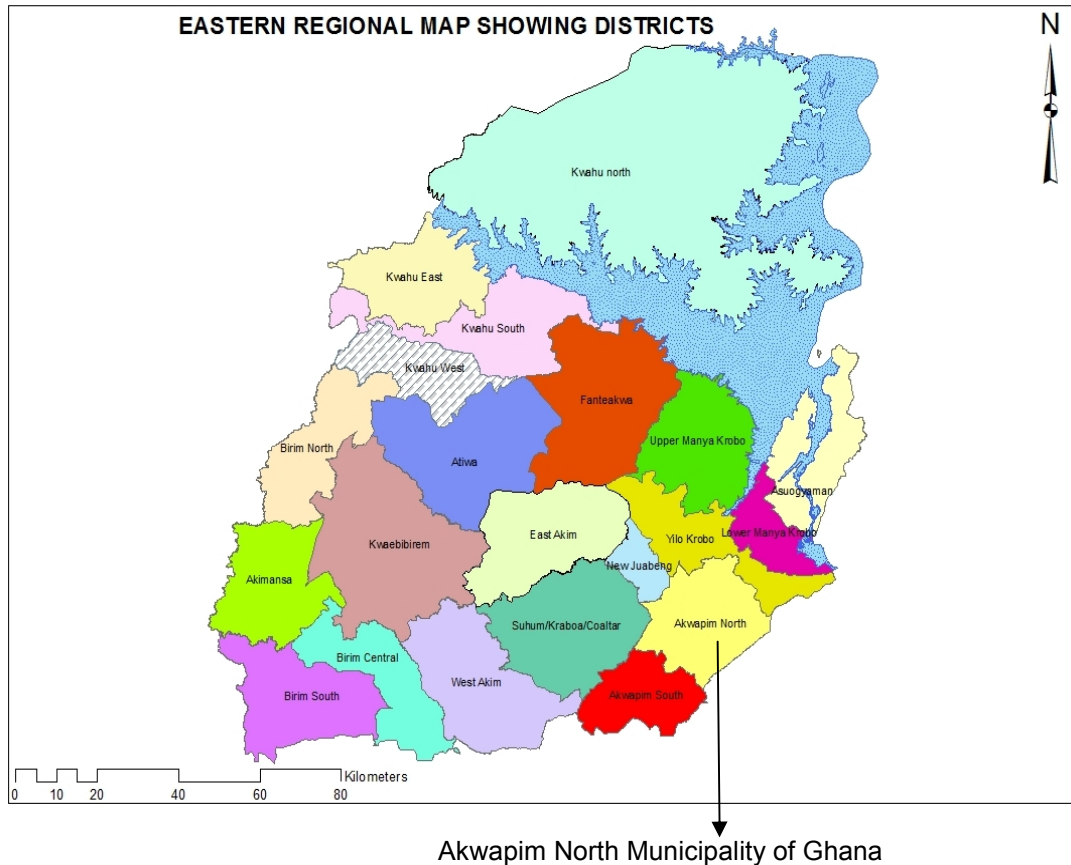 EASTERN REGIONAL MAP SHOWING DISTRICTS
N
Kwahu north
Kwahu East
Kwahu South
Kwahu West
Fanteakwa
Birim North
Atiwa
Upper Manya Krobo
Asuogyaman
Kwaebibirem
East Akim
Yilo Krobo
Lower Manya Krobo
New Juabeng
Akimansa
Suhum/Kraboa/Coaltar
Akwapim North
Birim Central
West Akim
Birim South
Akwapim South
Kilometers
0 10 20 40 60 80
Akwapim North Municipality of Ghana